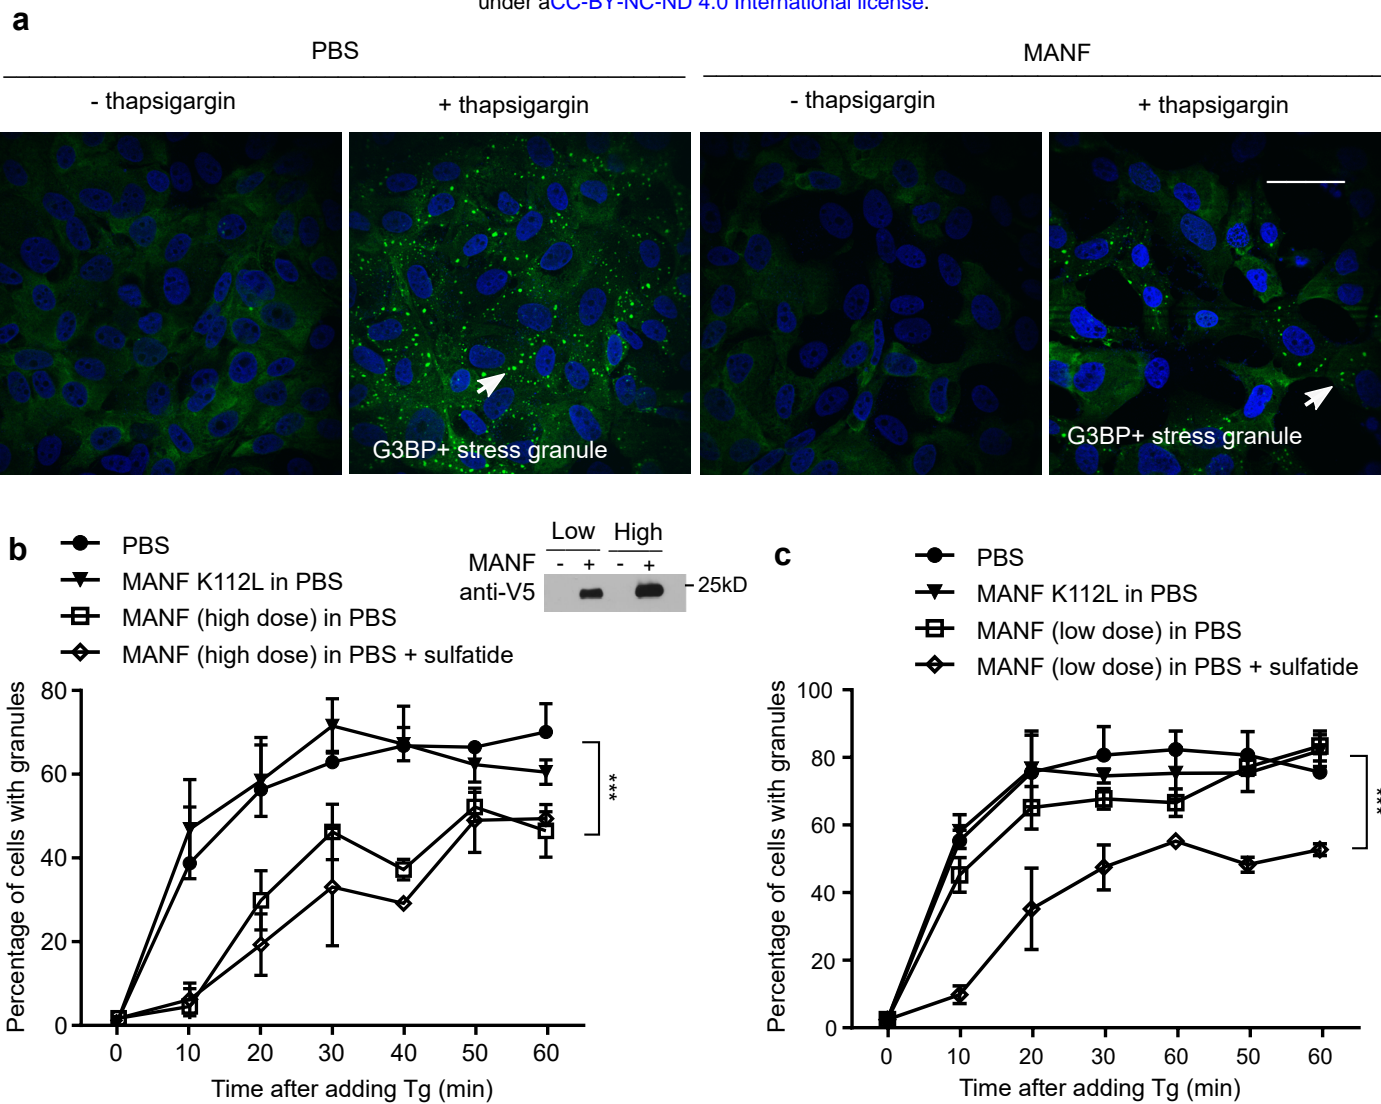 under aCC-BY-NC-ND 4.0 International license.
a
PBS
MANF
- thapsigargin
+ thapsigargin
- thapsigargin
+ thapsigargin
G3BP+ stress granule
G3BP+ stress granule
b
PBS
MANF K112L in PBS
MANF (high dose) in PBS
MANF (high dose) in PBS + sulfatide
Low High
MANF - + - +
anti-V5
25kD
Percentage of cells with granules
80
60
40
20
0
***
0 10 20 30 40 50 60
Time after adding Tg (min)
c
PBS
MANF K112L in PBS
MANF (low dose) in PBS
MANF (low dose) in PBS + sulfatide
Percentage of cells with granules
100
80
60
40
20
0
***
0 10 20 30 60 50 60
Time after adding Tg (min)